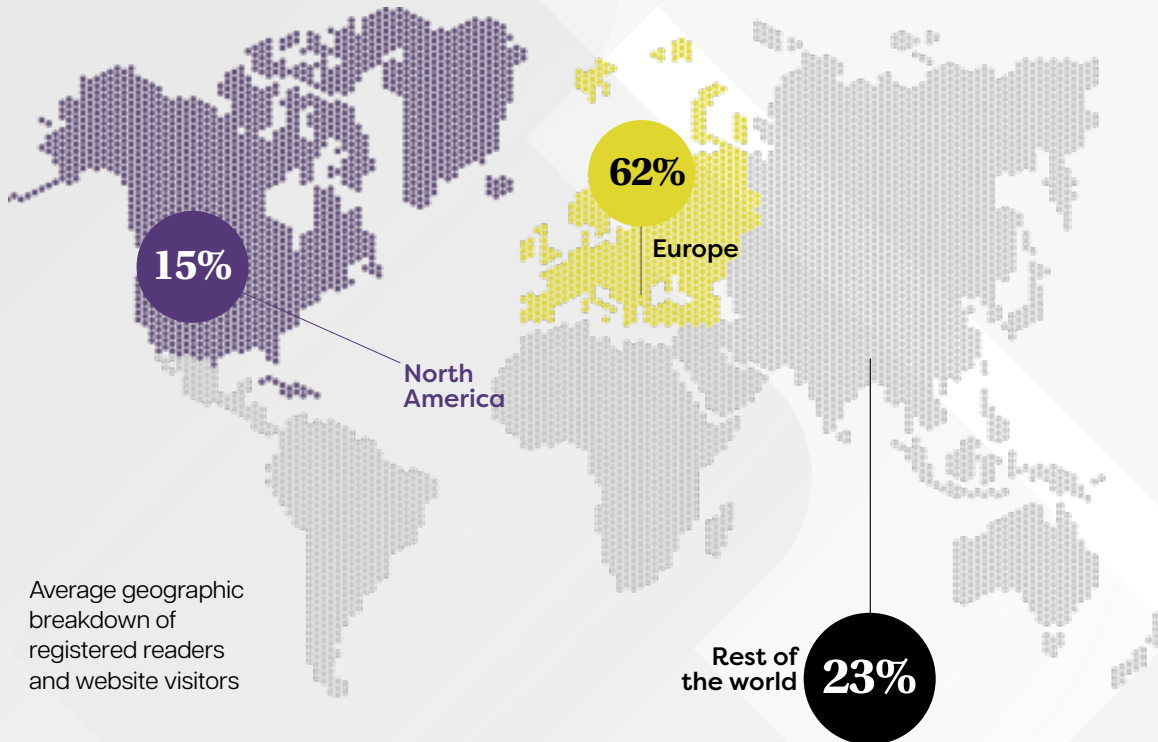 62%
Europe
15%
North
America
Average geographic
breakdown of
registered readers
and website visitors
Rest of
the world
23%